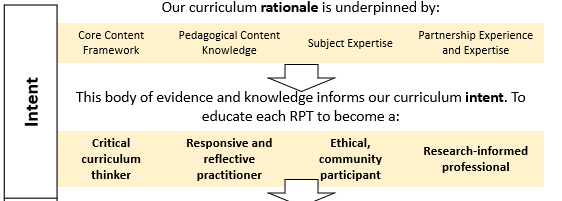 Our curriculum rationale is underpinned by:
Core Content
Framework
Pedagogical Content
Knowledge
Subject Expertise
Partnership Experience
and Expertise
Intent
This body of evidence and knowledge informs our curriculum intent. To
educate each RPT to become a:
Critical
curriculum
thinker
Responsive and
reflective
practitioner
Ethical,
community
participant
Research-informed
professional